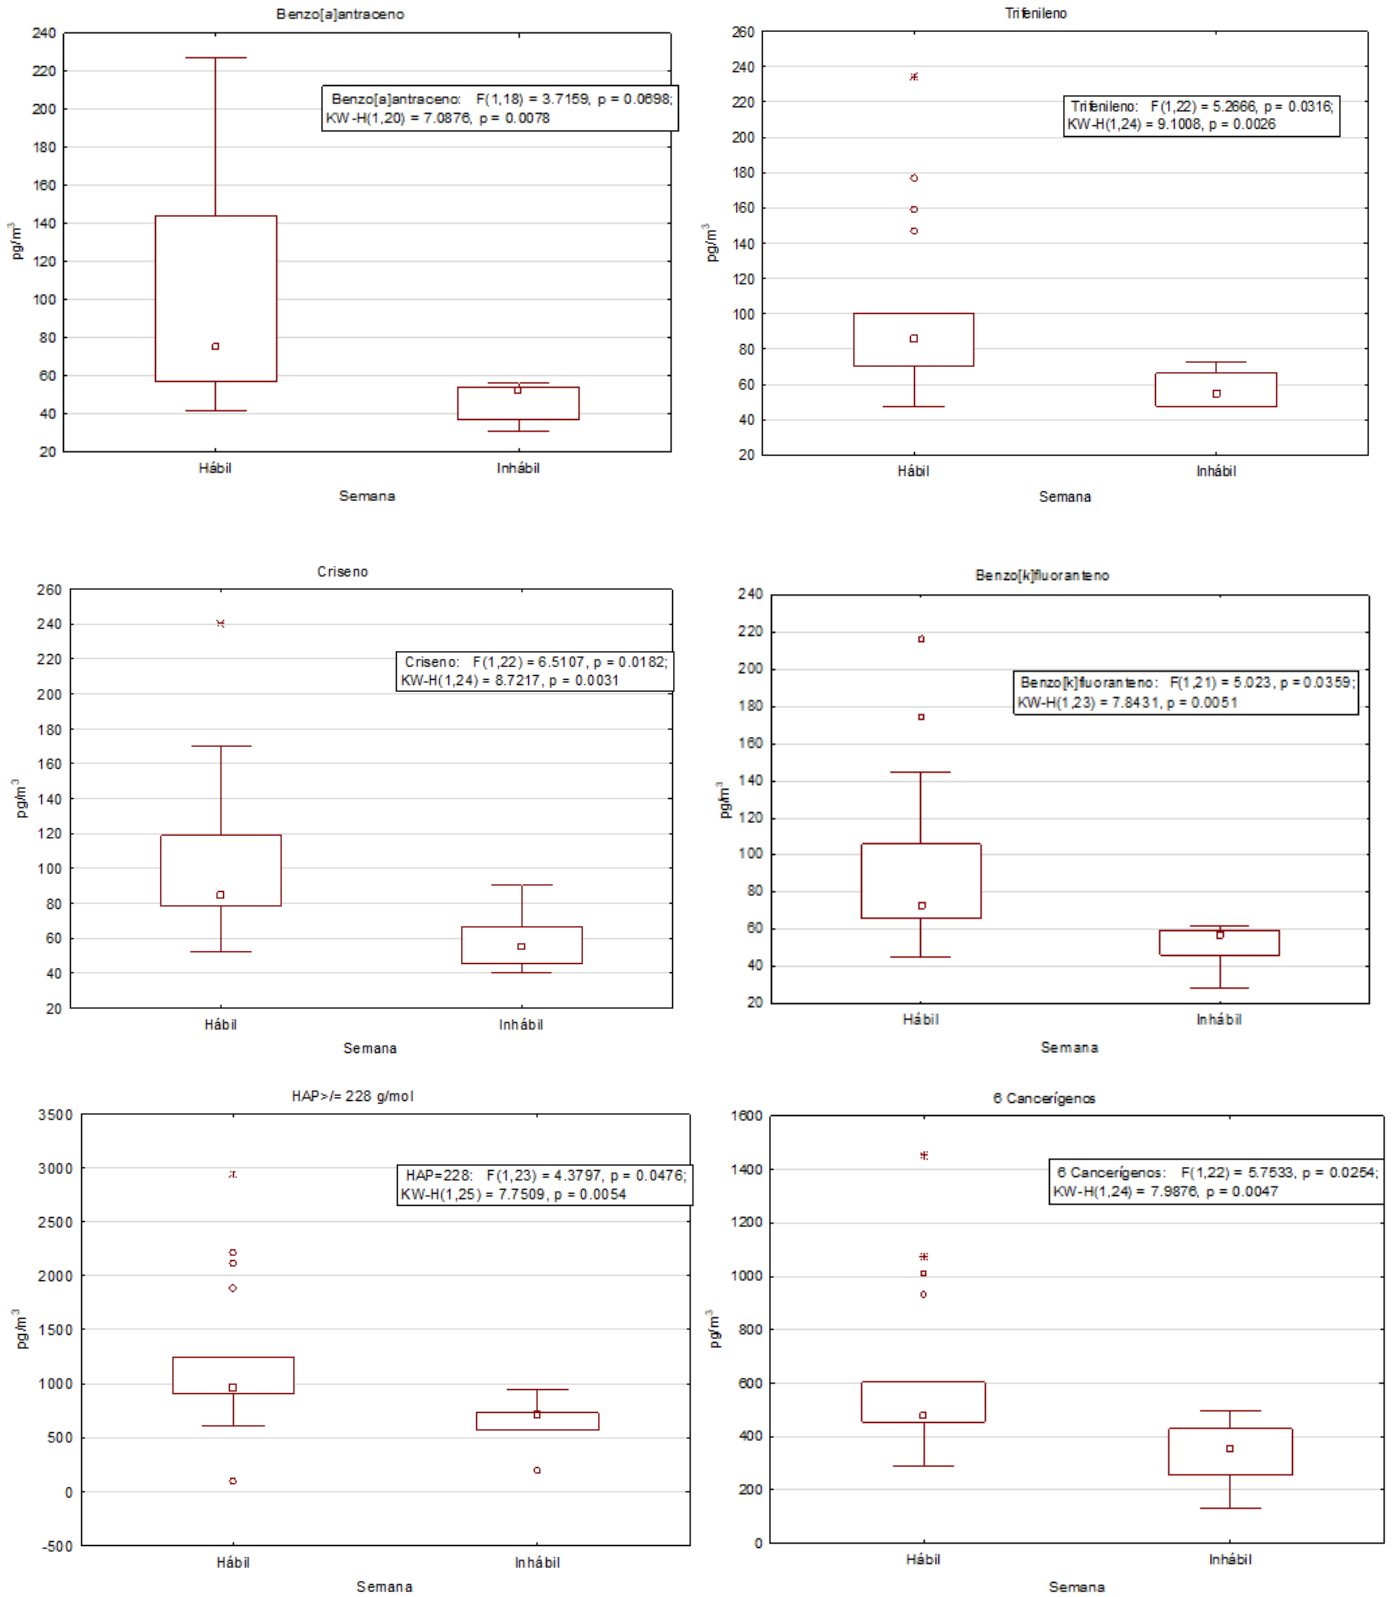 Benzo[a]antraceno
240
220
200
180
160
140
120
100
80
60
40
20
pg/m³
Benzo[a]antraceno: F(1,18) = 3.7159, p = 0.0698;
KW-H(1,20) = 7.0876, p = 0.0078
Hábil
Inhábil
Semana
Trifenileno
260
240
220
200
180
160
140
120
100
80
60
40
20
pg/m³
Trifenileno: F(1,22) = 5.2666, p = 0.0316;
KW-H(1,24) = 9.1008, p = 0.0026
Hábil
Inhábil
Semana
Criseno
260
240
220
200
180
160
140
120
100
80
60
40
20
pg/m³
Criseno: F(1,22) = 6.5107, p = 0.0182;
KW-H(1,24) = 8.7217, p = 0.0031
Hábil
Inhábil
Semana
Benzo[k]fluoranteno
240
220
200
180
160
140
120
100
80
60
40
20
pg/m³
Benzo[k]fluoranteno: F(1,21) = 5.023, p = 0.0359;
KW-H(1,23) = 7.8431, p = 0.0051
Hábil
Inhábil
Semana
HAP>/= 228 g/mol
3500
3000
2500
2000
1500
1000
500
0
-500
pg/m³
HAP=228: F(1,23) = 4.3797, p = 0.0476;
KW-H(1,25) = 7.7509, p = 0.0054
Hábil
Inhábil
Semana
6 Cancerígenos
1600
1400
1200
1000
800
600
400
200
0
pg/m³
6 Cancerígenos: F(1,22) = 5.7533, p = 0.0254;
KW-H(1,24) = 7.9876, p = 0.0047
Hábil
Inhábil
Semana